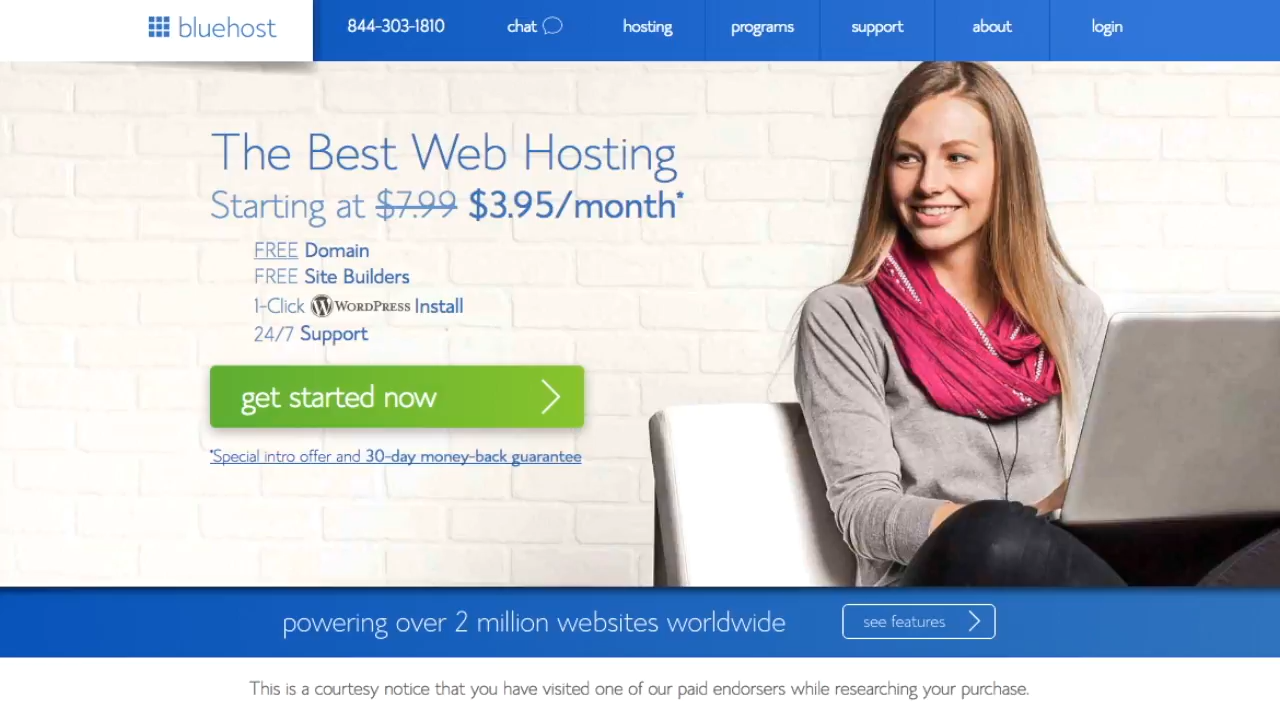 bluehost
844-303-1810
chat
hosting
programs
support
about
login
The Best Web Hosting
Starting at $7.99 $3.95/month*
FREE Domain
FREE Site Builders
1-Click WORDPRESS Install
24/7 Support
get started now
*Special intro offer and 30-day money-back guarantee
powering over 2 million websites worldwide
see features
This is a courtesy notice that you have visited one of our paid endorsers while researching your purchase.